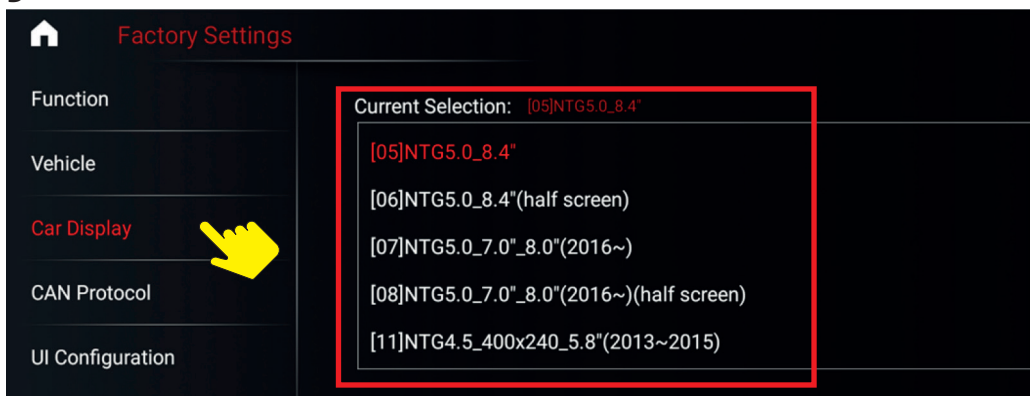 Factory Settings
Function
Vehicle
Car Display
CAN Protocol
UI Configuration
Current Selection: [05]NTG5.0_8.4"
[05]NTG5.0_8.4"
[06]NTG5.0_8.4"(half screen)
[07]NTG5.0_7.0"_8.0"(2016~)
[08]NTG5.0_7.0"_8.0"(2016~)(half screen)
[11]NTG4.5_400x240_5.8"(2013~2015)